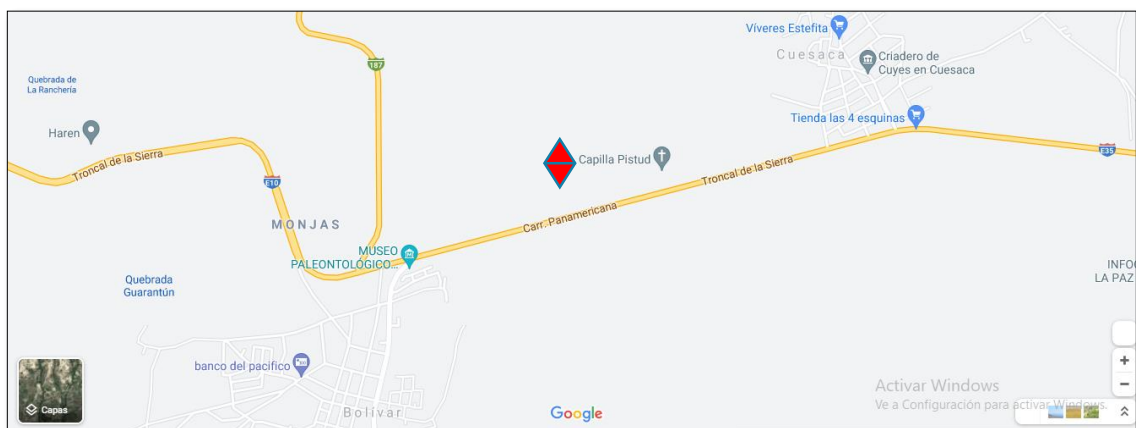 Víveres Estefita
Cuesaca
Criadero de
Cuyes en Cuesaca
187
Quebrada de
La Ranchería
Haren
Tienda las 4 esquinas
Troncal de la Sierra
E10
Capilla Pistud
Troncal de la Sierra
E35
Carr. Panamericana
MONJAS
MUSEO
PALEONTOLÓGICO...
Quebrada
Guarantún
INFOC
LA PAZ
banco del pacifico
Bolívar
Capas
Google
+
−
Activar Windows
Ve a Configuración para activar Windows.